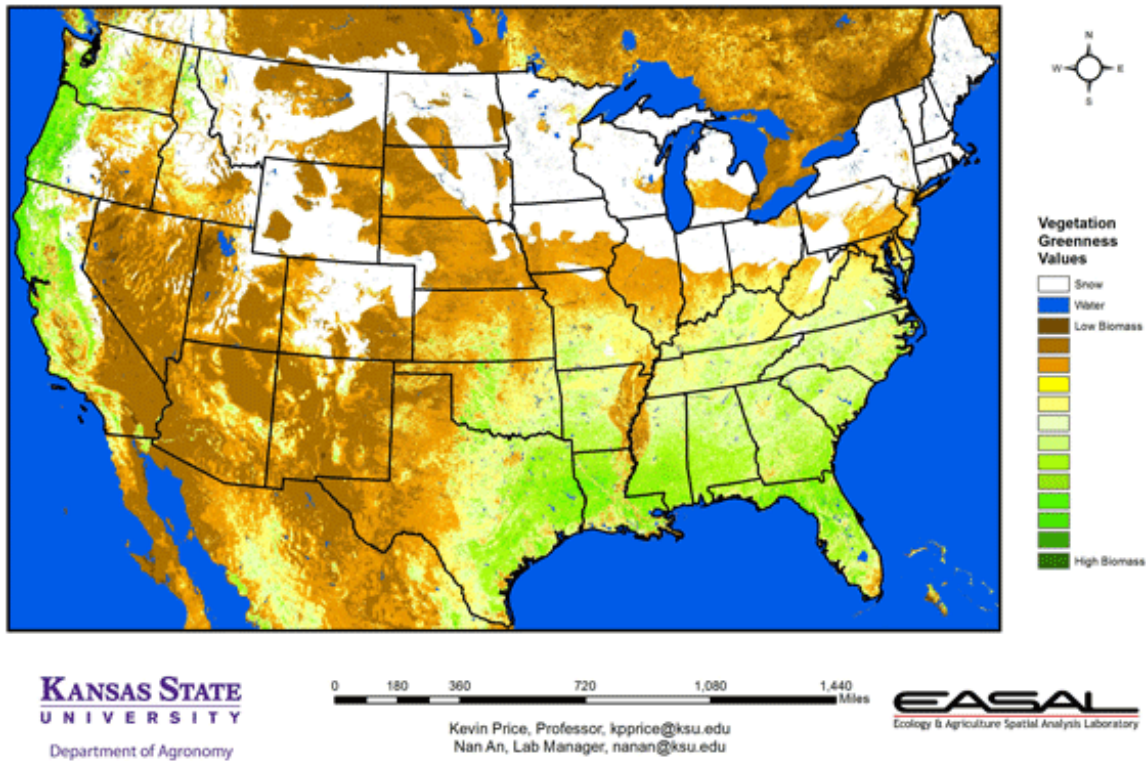 N
W
E
S
Vegetation
Greenness
Values
Snow
Water
Low Biomass
High Biomass
KANSAS STATE
UNIVERSITY
Department of Agronomy
0 180 360 720 1,080 1,440
Miles
Kevin Price, Professor, kpprice@ksu.edu
Nan An, Lab Manager, nanan@ksu.edu
EASAL
Ecology & Agriculture Spatial Analysis Laboratory